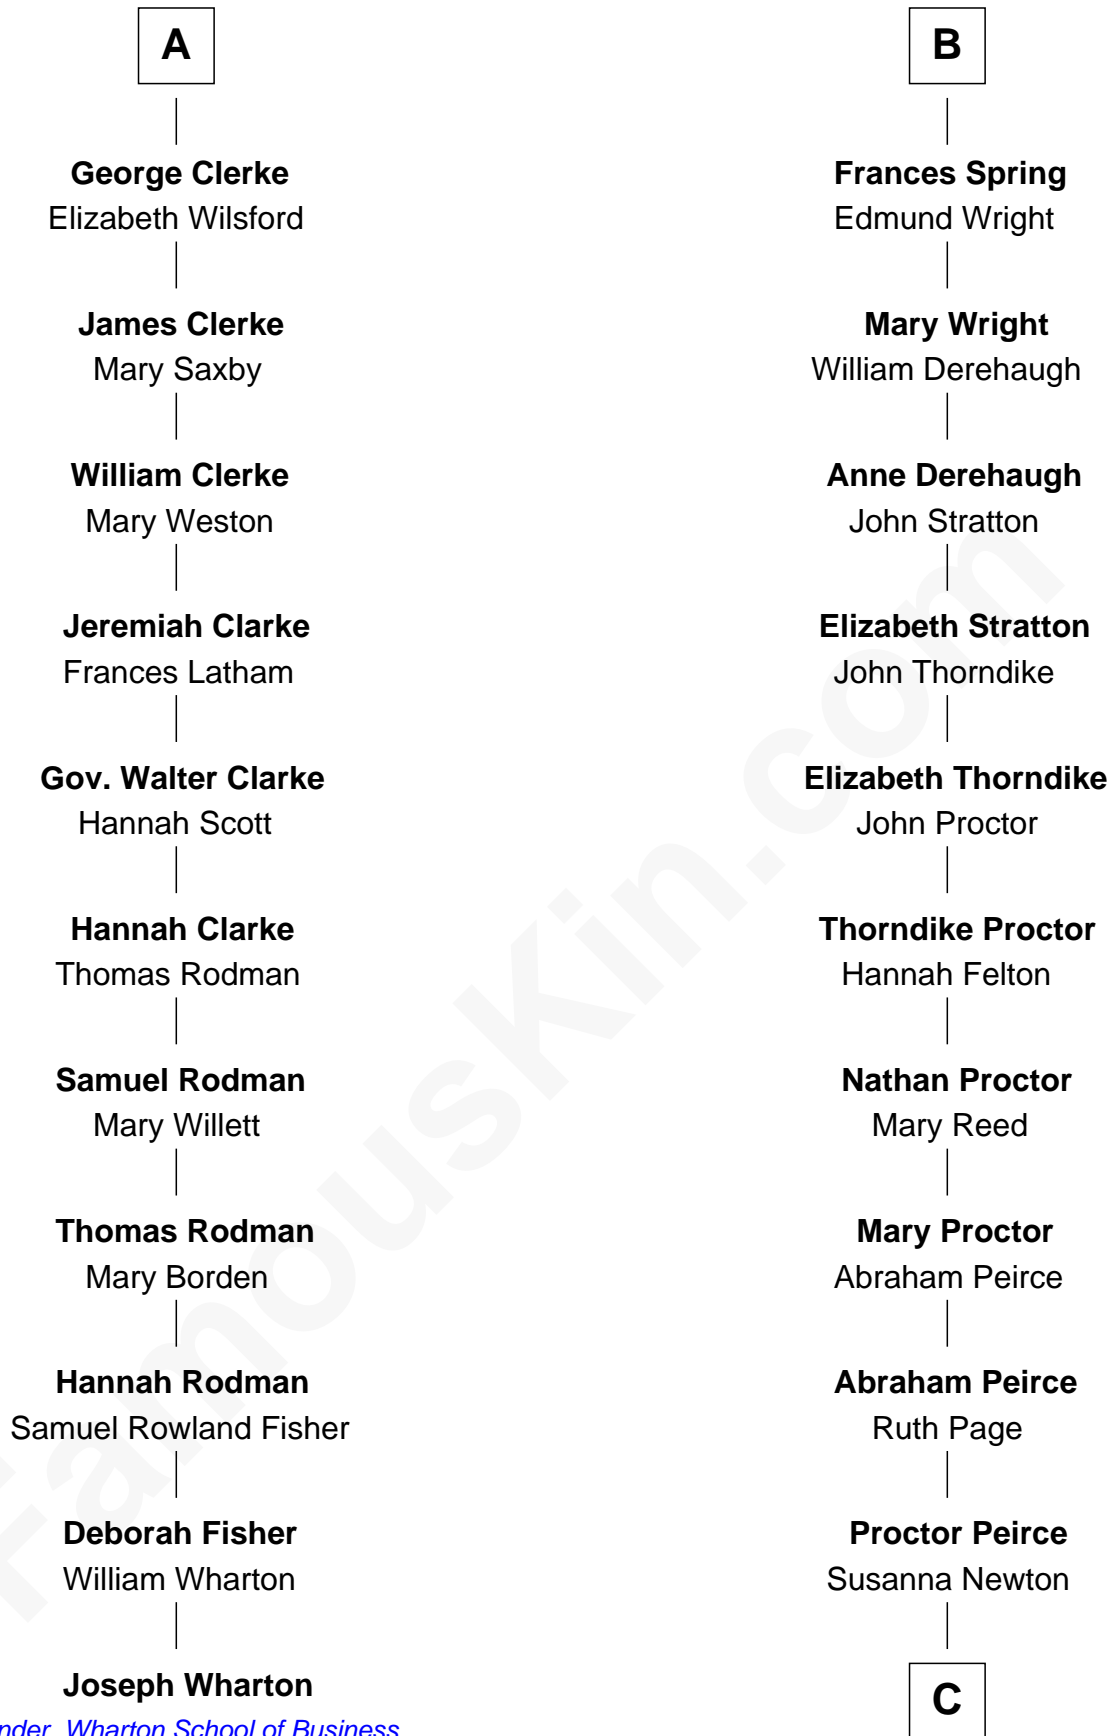 A
George Clerke
Elizabeth Wilsford
James Clerke
Mary Saxby
William Clerke
Mary Weston
Jeremiah Clarke
Frances Latham
Gov. Walter Clarke
Hannah Scott
Hannah Clarke
Thomas Rodman
Samuel Rodman
Mary Willett
Thomas Rodman
Mary Borden
Hannah Rodman
Samuel Rowland Fisher
Deborah Fisher
William Wharton
Joseph Wharton
Wharton School of Business
B
Frances Spring
Edmund Wright
Mary Wright
William Derehaugh
Anne Derehaugh
John Stratton
Elizabeth Stratton
John Thorndike
Elizabeth Thorndike
John Proctor
Thorndike Proctor
Hannah Felton
Nathan Proctor
Mary Reed
Mary Proctor
Abraham Peirce
Abraham Peirce
Ruth Page
Proctor Peirce
Susanna Newton
C
FamousKin.com